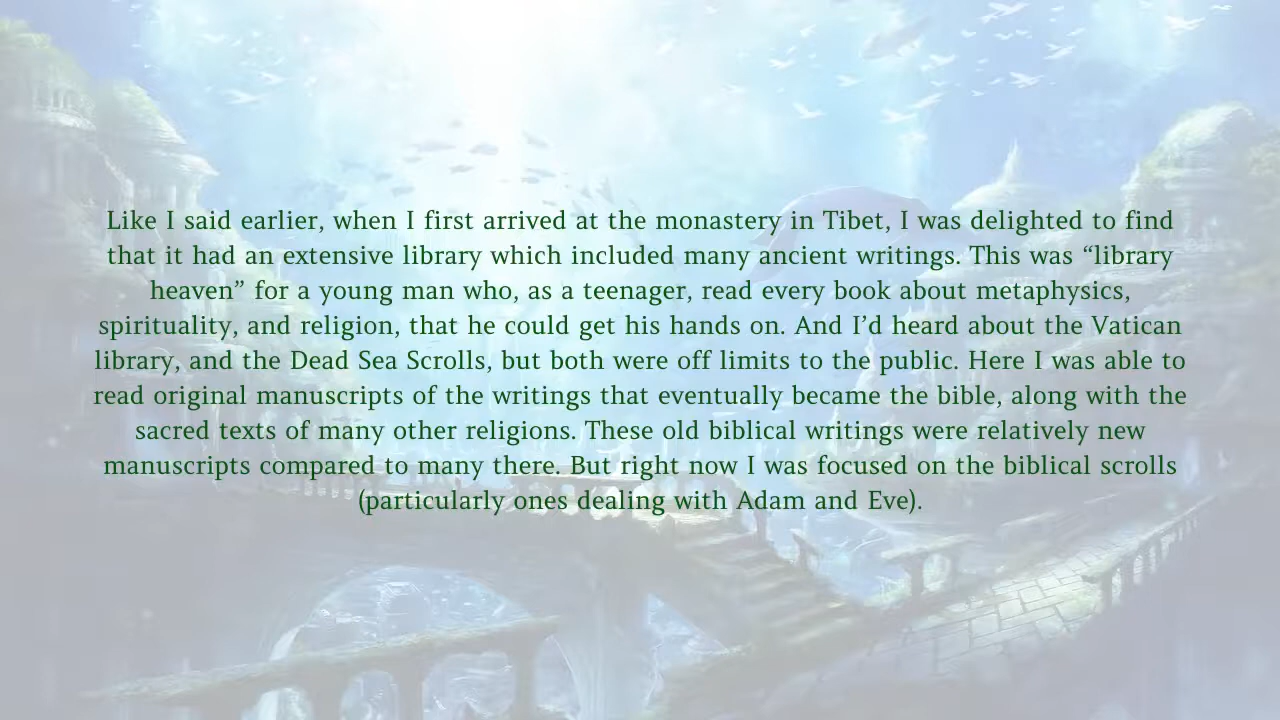 Like I said earlier, when I first arrived at the monastery in Tibet, I was delighted to find
that it had an extensive library which included many ancient writings. This was “library
heaven” for a young man who, as a teenager, read every book about metaphysics,
spirituality, and religion, that he could get his hands on. And I’d heard about the Vatican
library, and the Dead Sea Scrolls, but both were off limits to the public. Here I was able to
read original manuscripts of the writings that eventually became the bible, along with the
sacred texts of many other religions. These old biblical writings were relatively new
manuscripts compared to many there. But right now I was focused on the biblical scrolls
(particularly ones dealing with Adam and Eve).